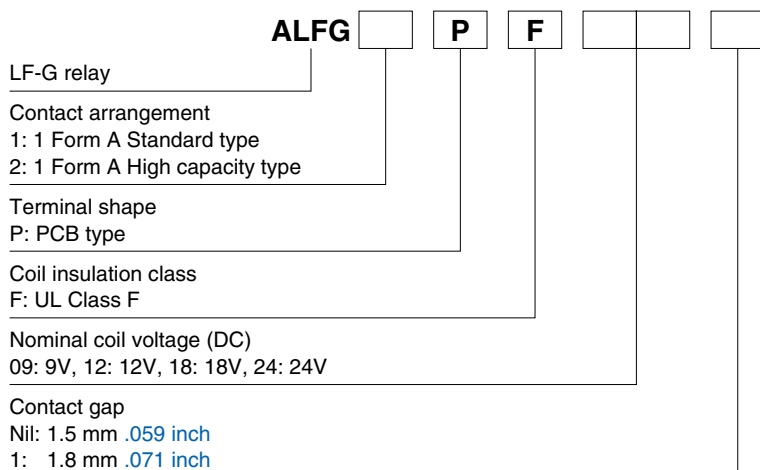 ALFG P F
LF-G relay
Contact arrangement
1: 1 Form A Standard type
2: 1 Form A High capacity type
Terminal shape
P: PCB type
Coil insulation class
F: UL Class F
Nominal coil voltage (DC)
09: 9V, 12: 12V, 18: 18V, 24: 24V
Contact gap
Nil: 1.5 mm .059 inch
1: 1.8 mm .071 inch